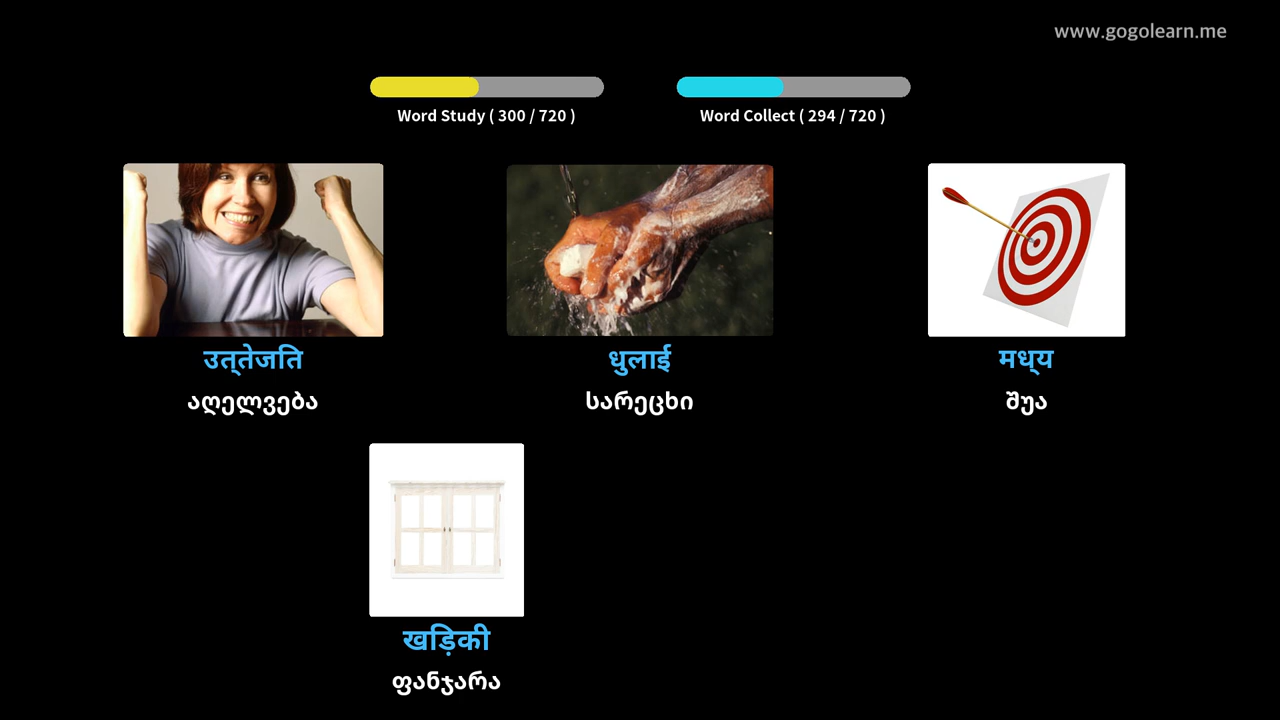 www.gogolearn.me
Word Study ( 300 / 720 )
Word Collect ( 294 / 720 )
उत्तेजति
აღელვება
धुलाई
სარეცხი
मध्य
შუა
खड़िकी
ფანჯარა